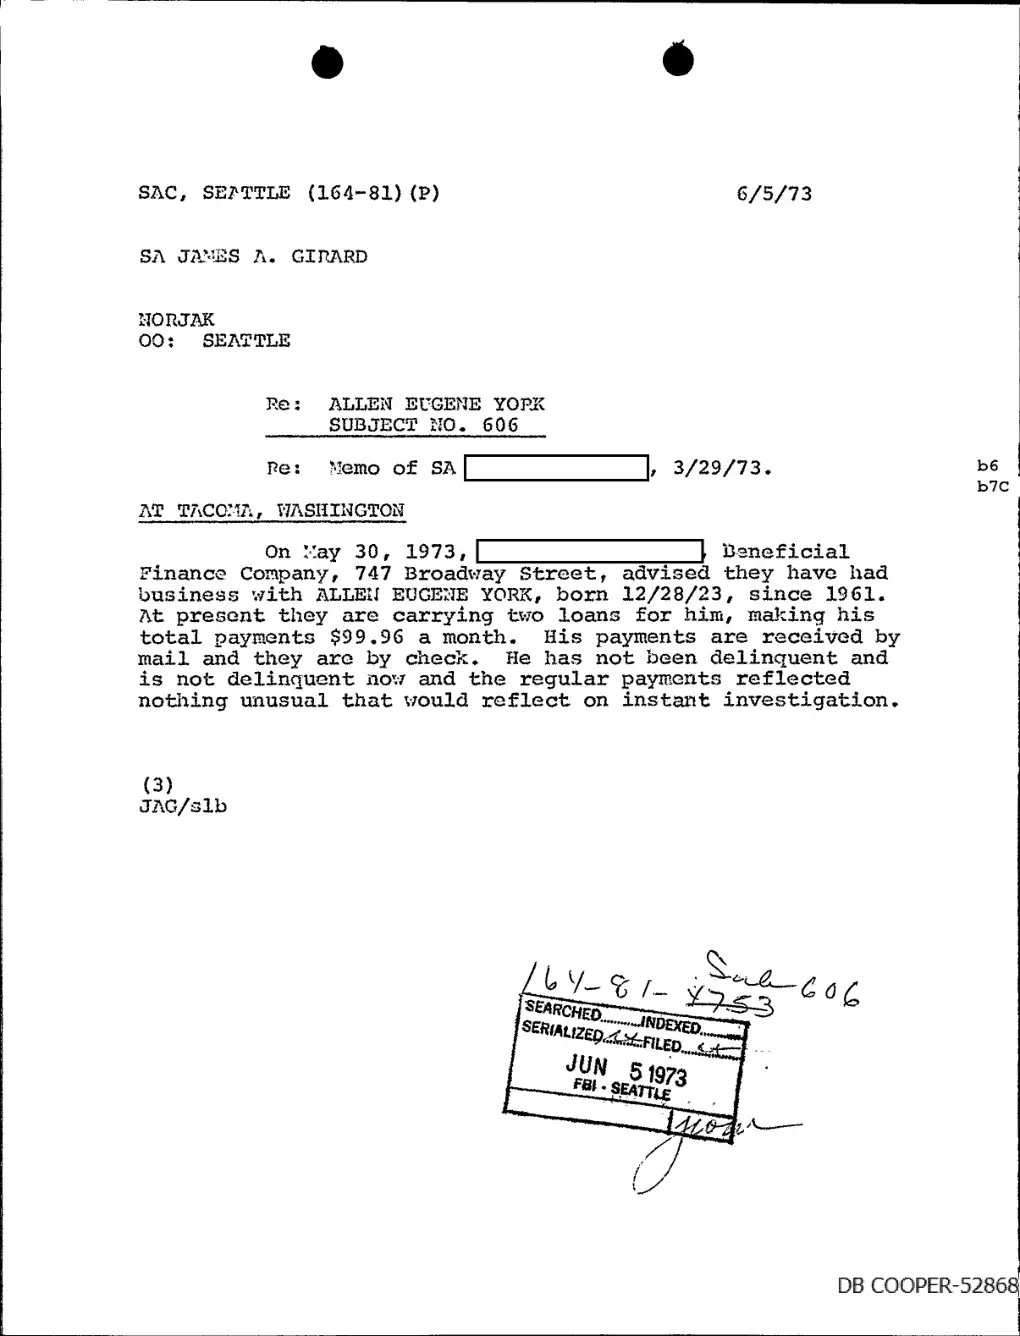 SAC, SEATTLE (164-81)(P) 6/5/73
SA JAMES A. GIRARD
NORJAK
OO: SEATTLE
Re: ALLEN EUGENE YORK
SUBJECT NO. 606
Re: Memo of SA , 3/29/73.
b6
b7C
AT TACOMA, WASHINGTON
On May 30, 1973, , Beneficial
Finance Company, 747 Broadway Street, advised they have had
business with ALLEN EUGENE YORK, born 12/28/23, since 1961.
At present they are carrying two loans for him, making his
total payments $99.96 a month. His payments are received by
mail and they are by check. He has not been delinquent and
is not delinquent now and the regular payments reflected
nothing unusual that would reflect on instant investigation.
(3)
JAG/slb
164-81- Sub-606
4753
SEARCHED........INDEXED........
SERIALIZED........FILED........
JUN 5 1973
FBI - SEATTLE
DB COOPER-52868